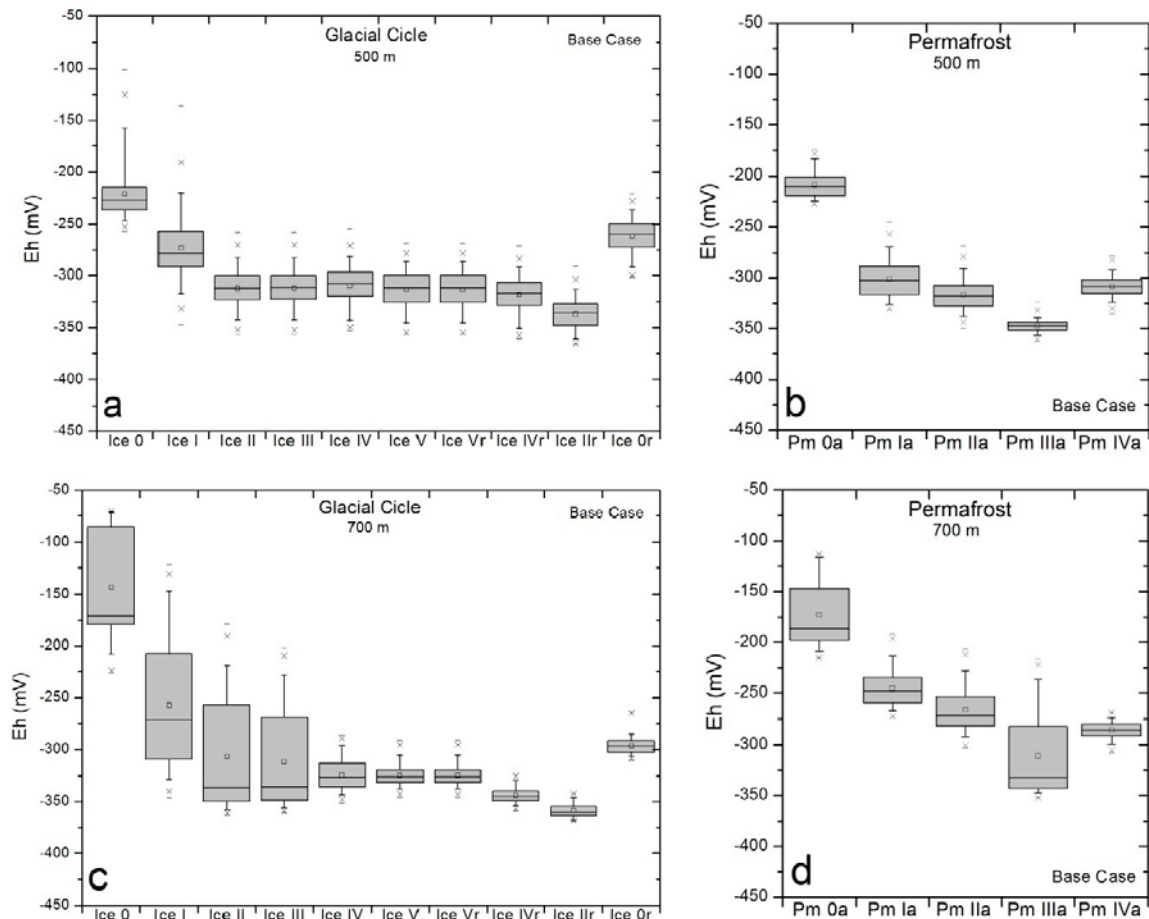 -50
Glacial Cicle
500 m
Base Case
-100
-150
-200
-250
-300
-350
-400
-450
Eh (mV)
a
Ice 0 Ice I Ice II Ice III Ice IV Ice V Ice Vr Ice IVr Ice IIr Ice 0r
-50
Permafrost
500 m
-100
-150
-200
-250
-300
-350
-400
-450
Eh (mV)
Base Case
b
Pm 0a Pm Ia Pm IIa Pm IIIa Pm IVa
-50
Glacial Cicle
700 m
Base Case
-100
-150
-200
-250
-300
-350
-400
-450
Eh (mV)
c
Ice 0 Ice I Ice II Ice III Ice IV Ice V Ice Vr Ice IVr Ice IIr Ice 0r
-50
Permafrost
700 m
-100
-150
-200
-250
-300
-350
-400
-450
Eh (mV)
Base Case
d
Pm 0a Pm Ia Pm IIa Pm IIIa Pm IVa